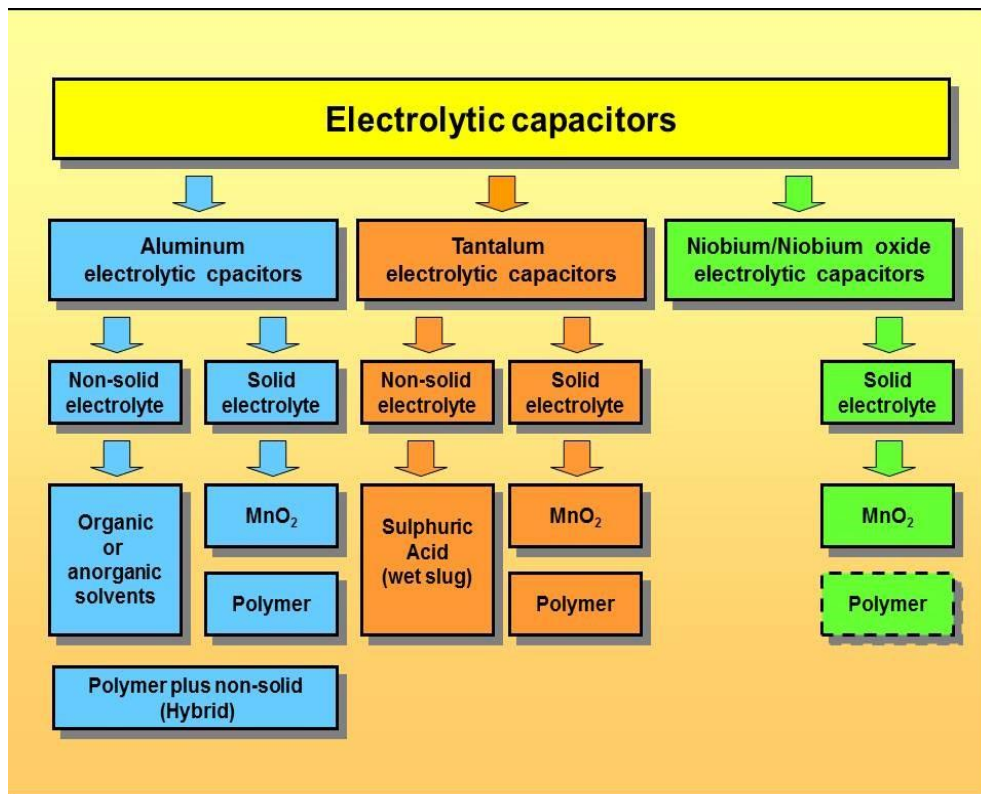 Electrolytic capacitors
Aluminum
electrolytic cpacitors
Tantalum
electrolytic capacitors
Niobium/Niobium oxide
electrolytic capacitors
Non-solid
electrolyte
Solid
electrolyte
Non-solid
electrolyte
Solid
electrolyte
Solid
electrolyte
Organic
or
anorganic
solvents
MnO₂
Polymer
Sulphuric
Acid
(wet slug)
MnO₂
Polymer
MnO₂
Polymer
Polymer plus non-solid
(Hybrid)